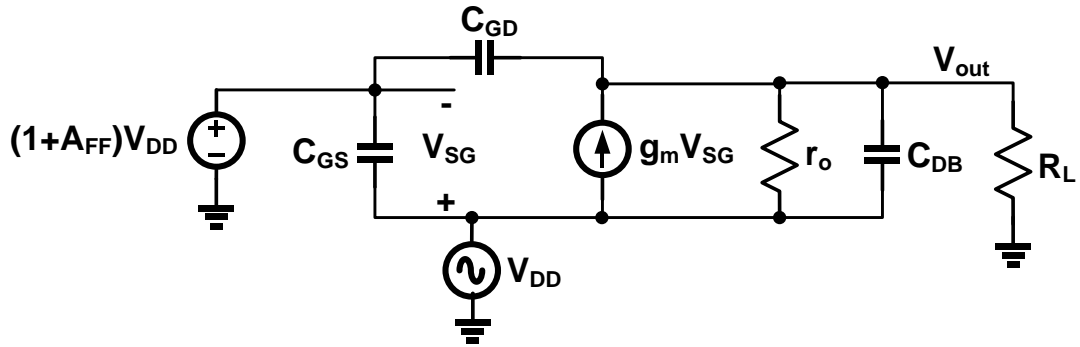 C_GD
V_out
(1+A_FF)V_DD
+
−
C_GS
-
V_SG
+
g_mV_SG
r_o
C_DB
R_L
V_DD